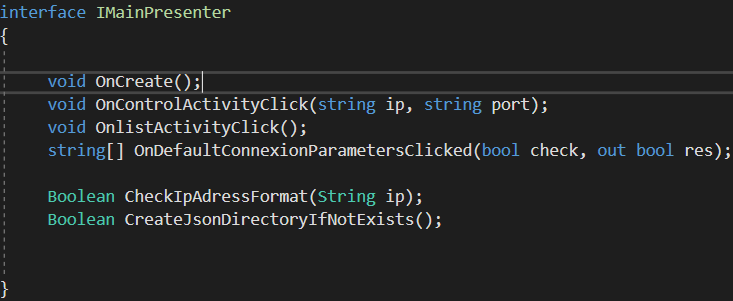 interface IMainPresenter
{
void OnCreate();
void OnControlActivityClick(string ip, string port);
void OnlistActivityClick();
string[] OnDefaultConnexionParametersClicked(bool check, out bool res);
Boolean CheckIpAdressFormat(String ip);
Boolean CreateJsonDirectoryIfNotExists();
}